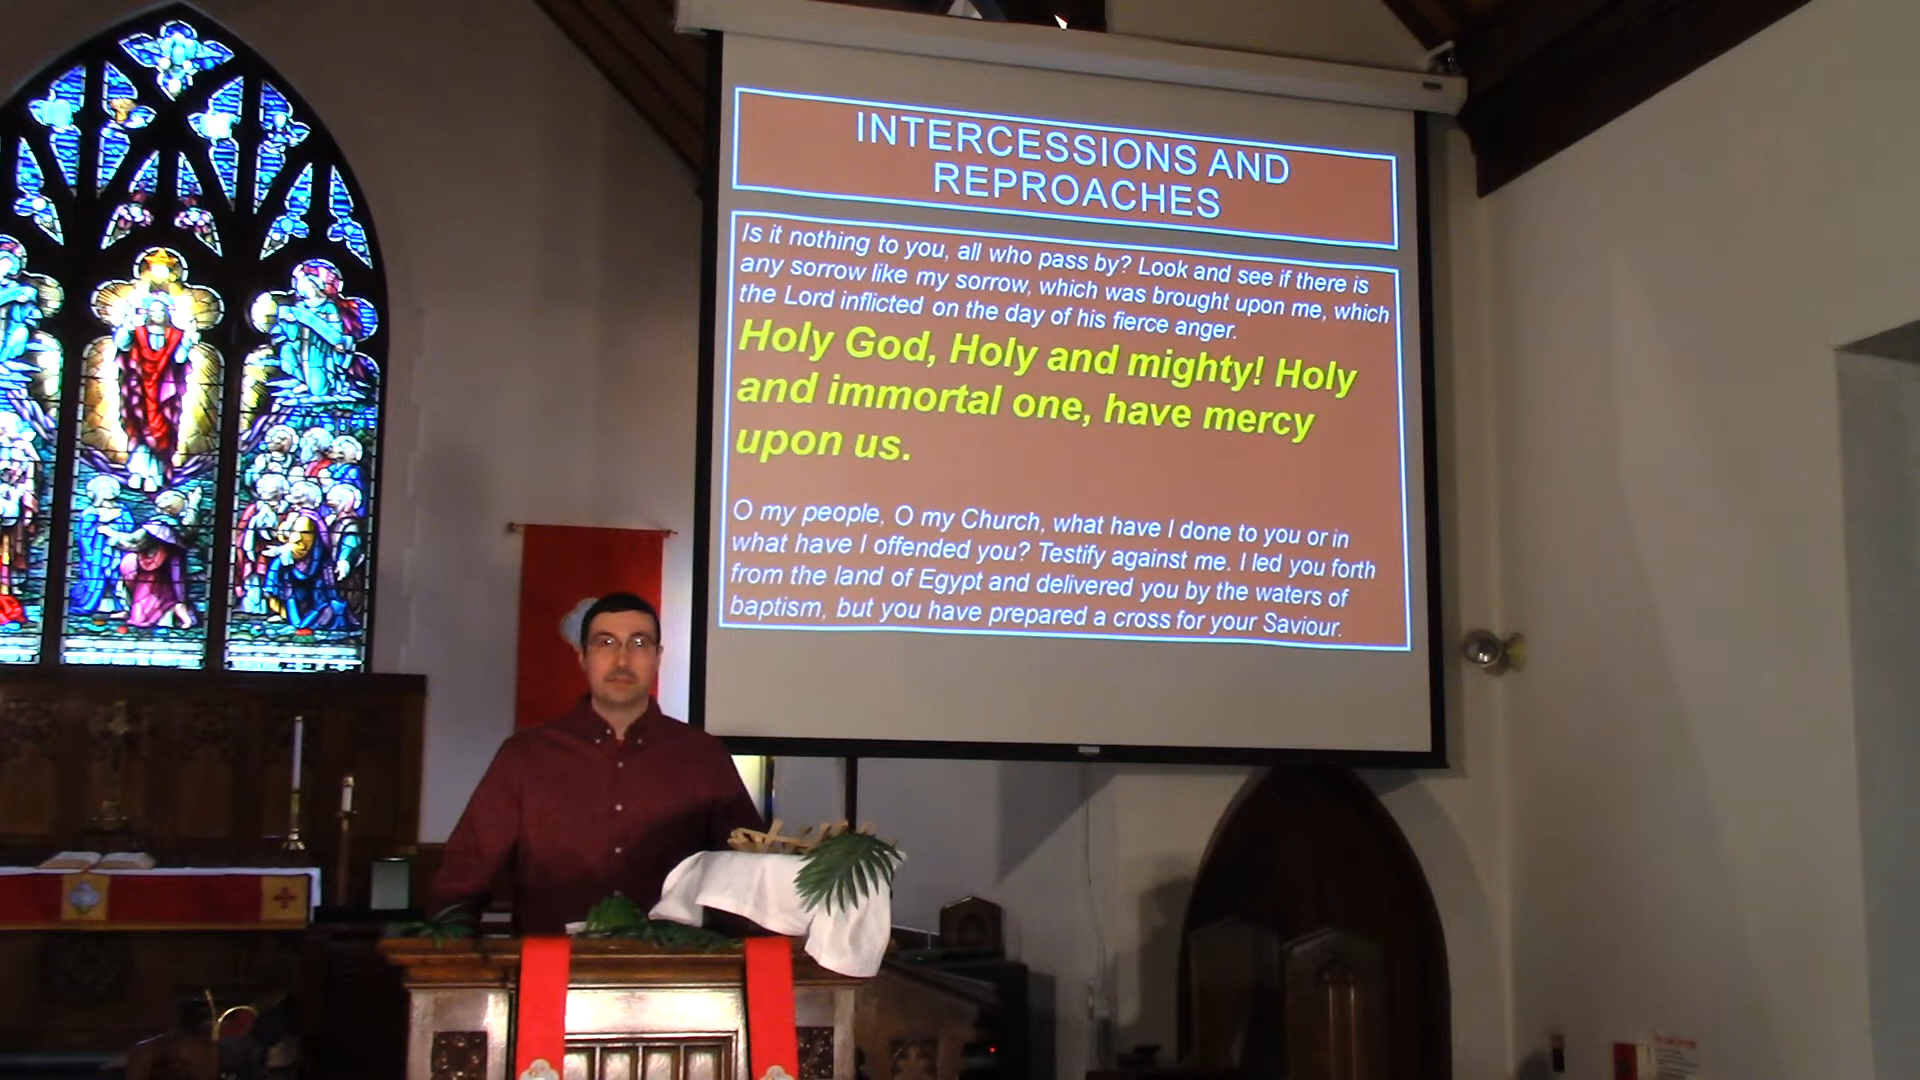 INTERCESSIONS AND
REPROACHES
Is it nothing to you, all who pass by? Look and see if there is
any sorrow like my sorrow, which was brought upon me, which
the Lord inflicted on the day of his fierce anger.
Holy God, Holy and mighty! Holy
and immortal one, have mercy
upon us.
O my people, O my Church, what have I done to you or in
what have I offended you? Testify against me. I led you forth
from the land of Egypt and delivered you by the waters of
baptism, but you have prepared a cross for your Saviour.